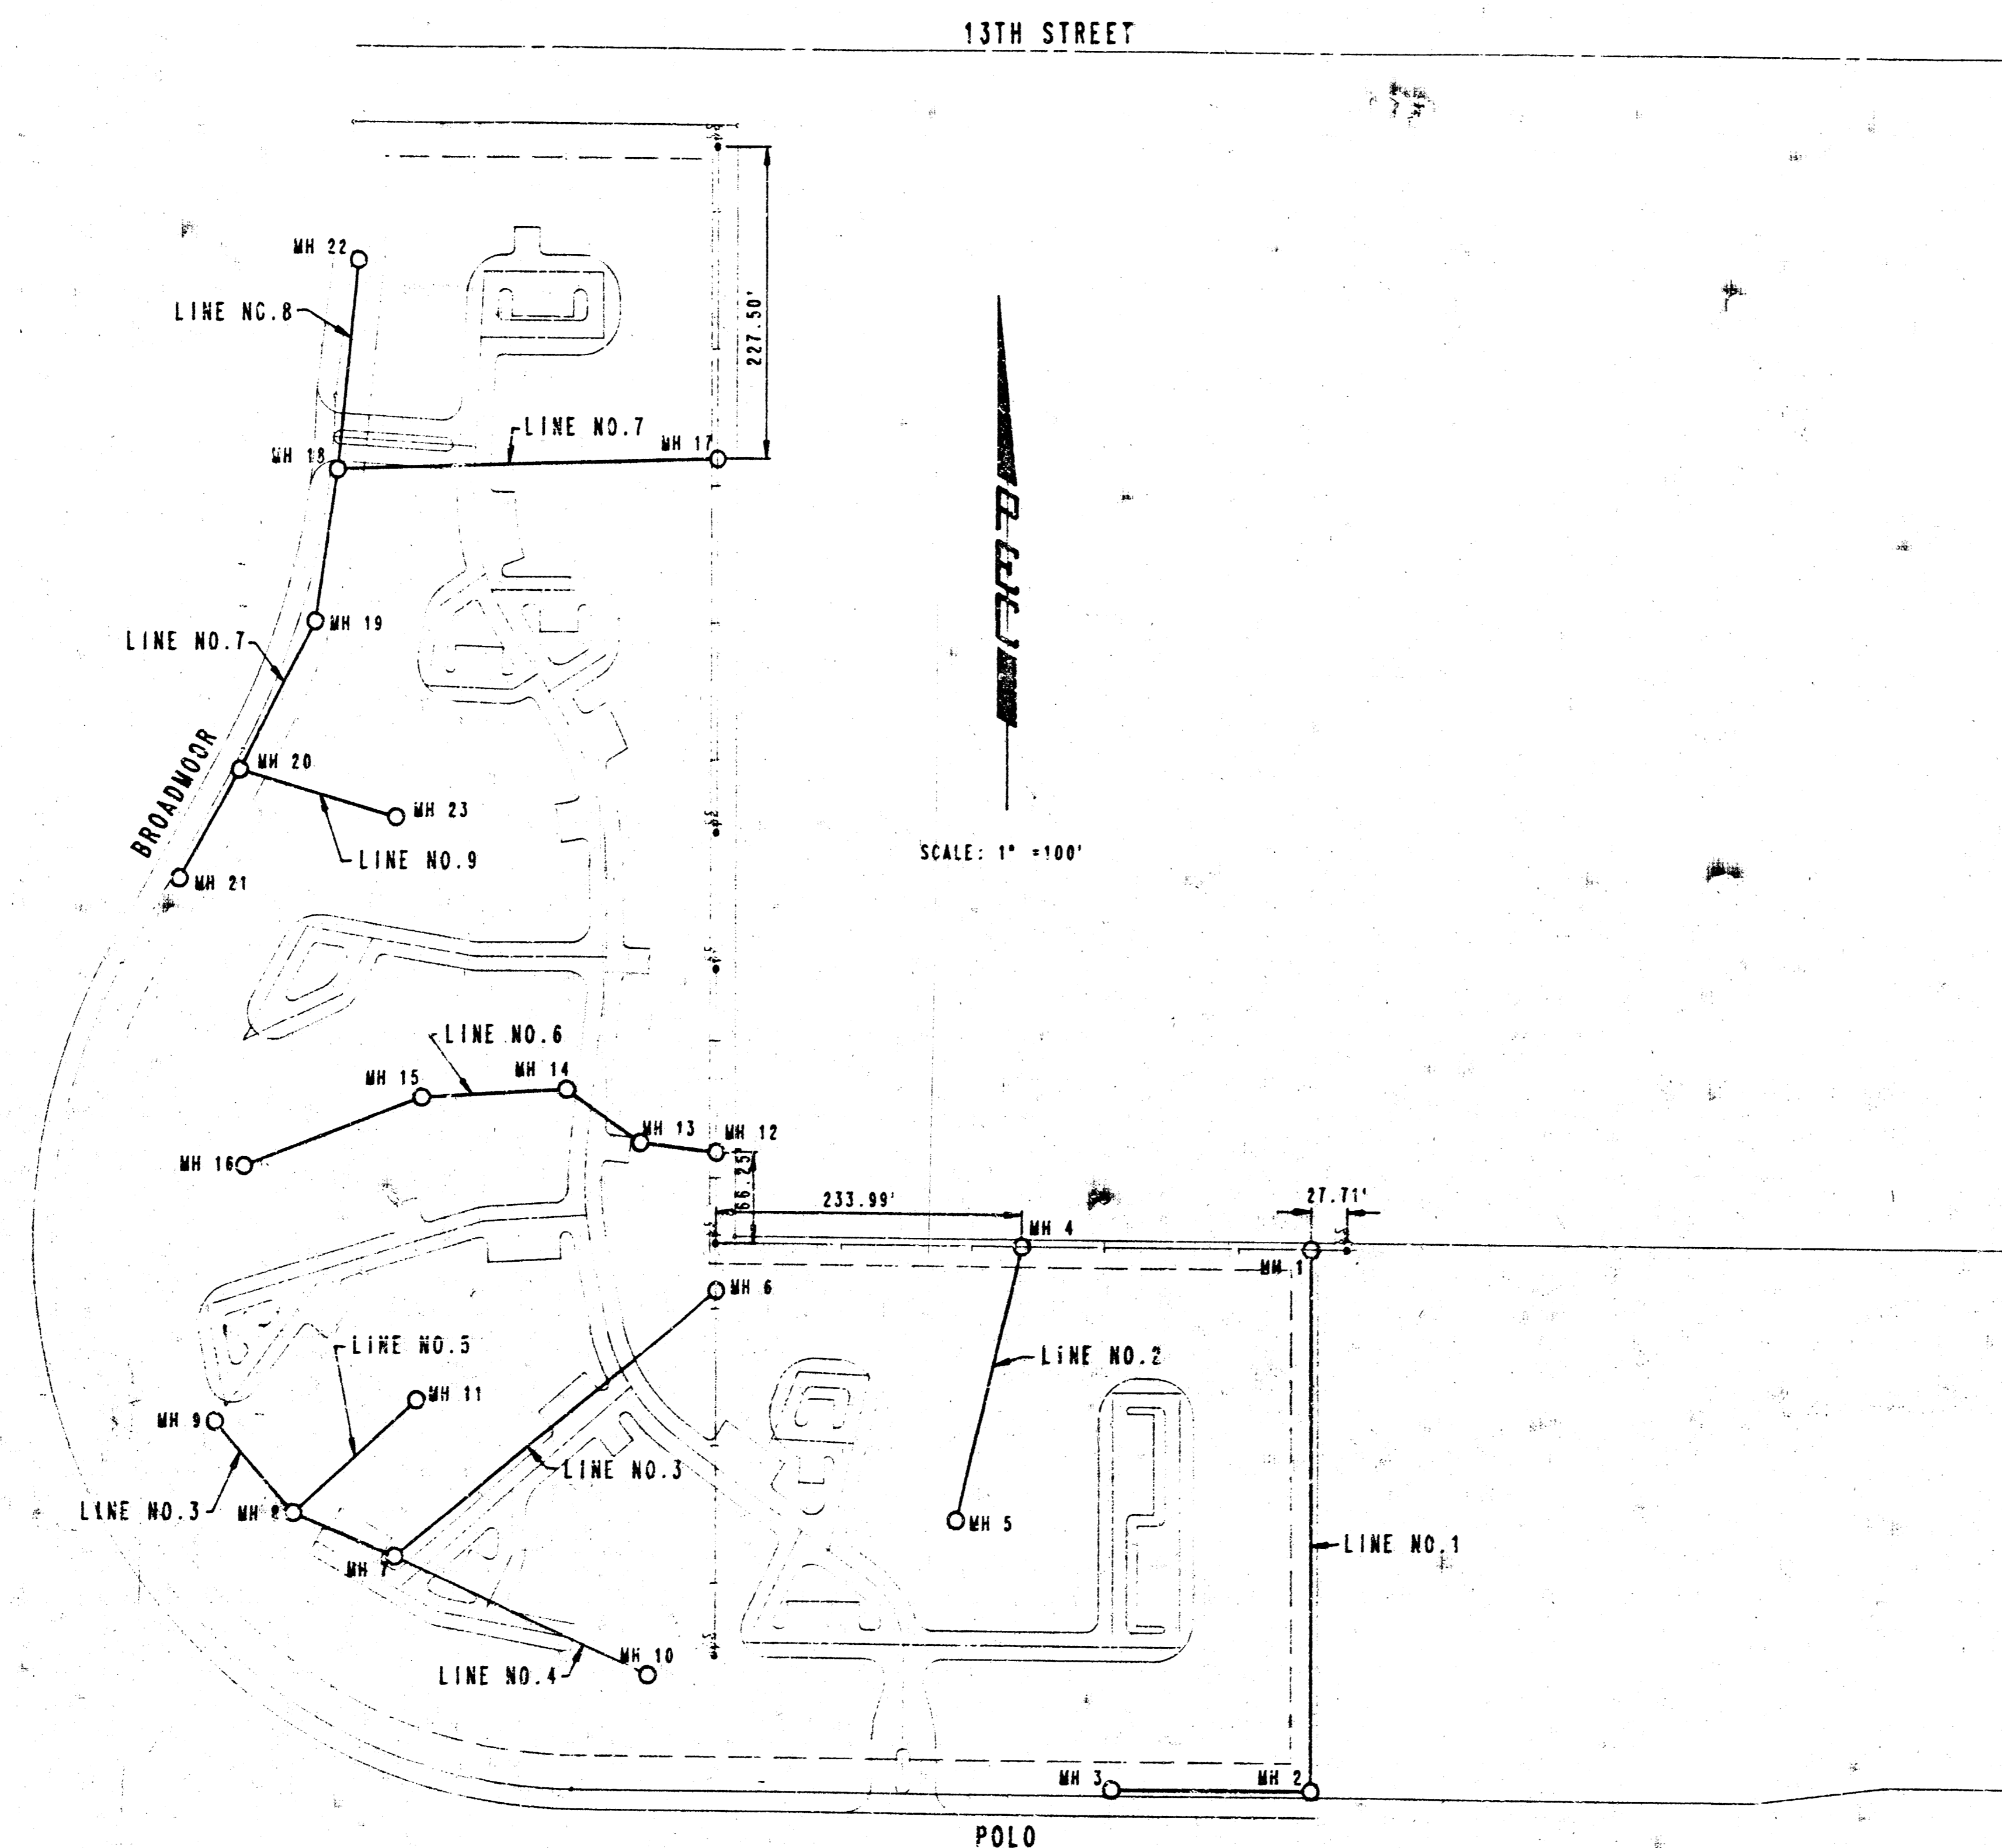 13TH STREET
MH 22
LINE NO.8
227.50'
LINE NO.7
MH 17
MH 18
MH 19
LINE NO.7
BROADMOOR
MH 20
MH 23
SCALE: 1" =100'
LINE NO.9
MH 21
LINE NO.6
MH 14
MH 15
MH 13
MH 12
MH 16
66.25'
233.99'
27.71'
MH 4
MH 1
MH 6
LINE NO.5
LINE NO.2
MH 11
MH 9
LINE NO.3
LINE NO.3
MH 8
MH 5
LINE NO.1
MH 7
MH 10
LINE NO.4
MH 3
MH 2
POLO